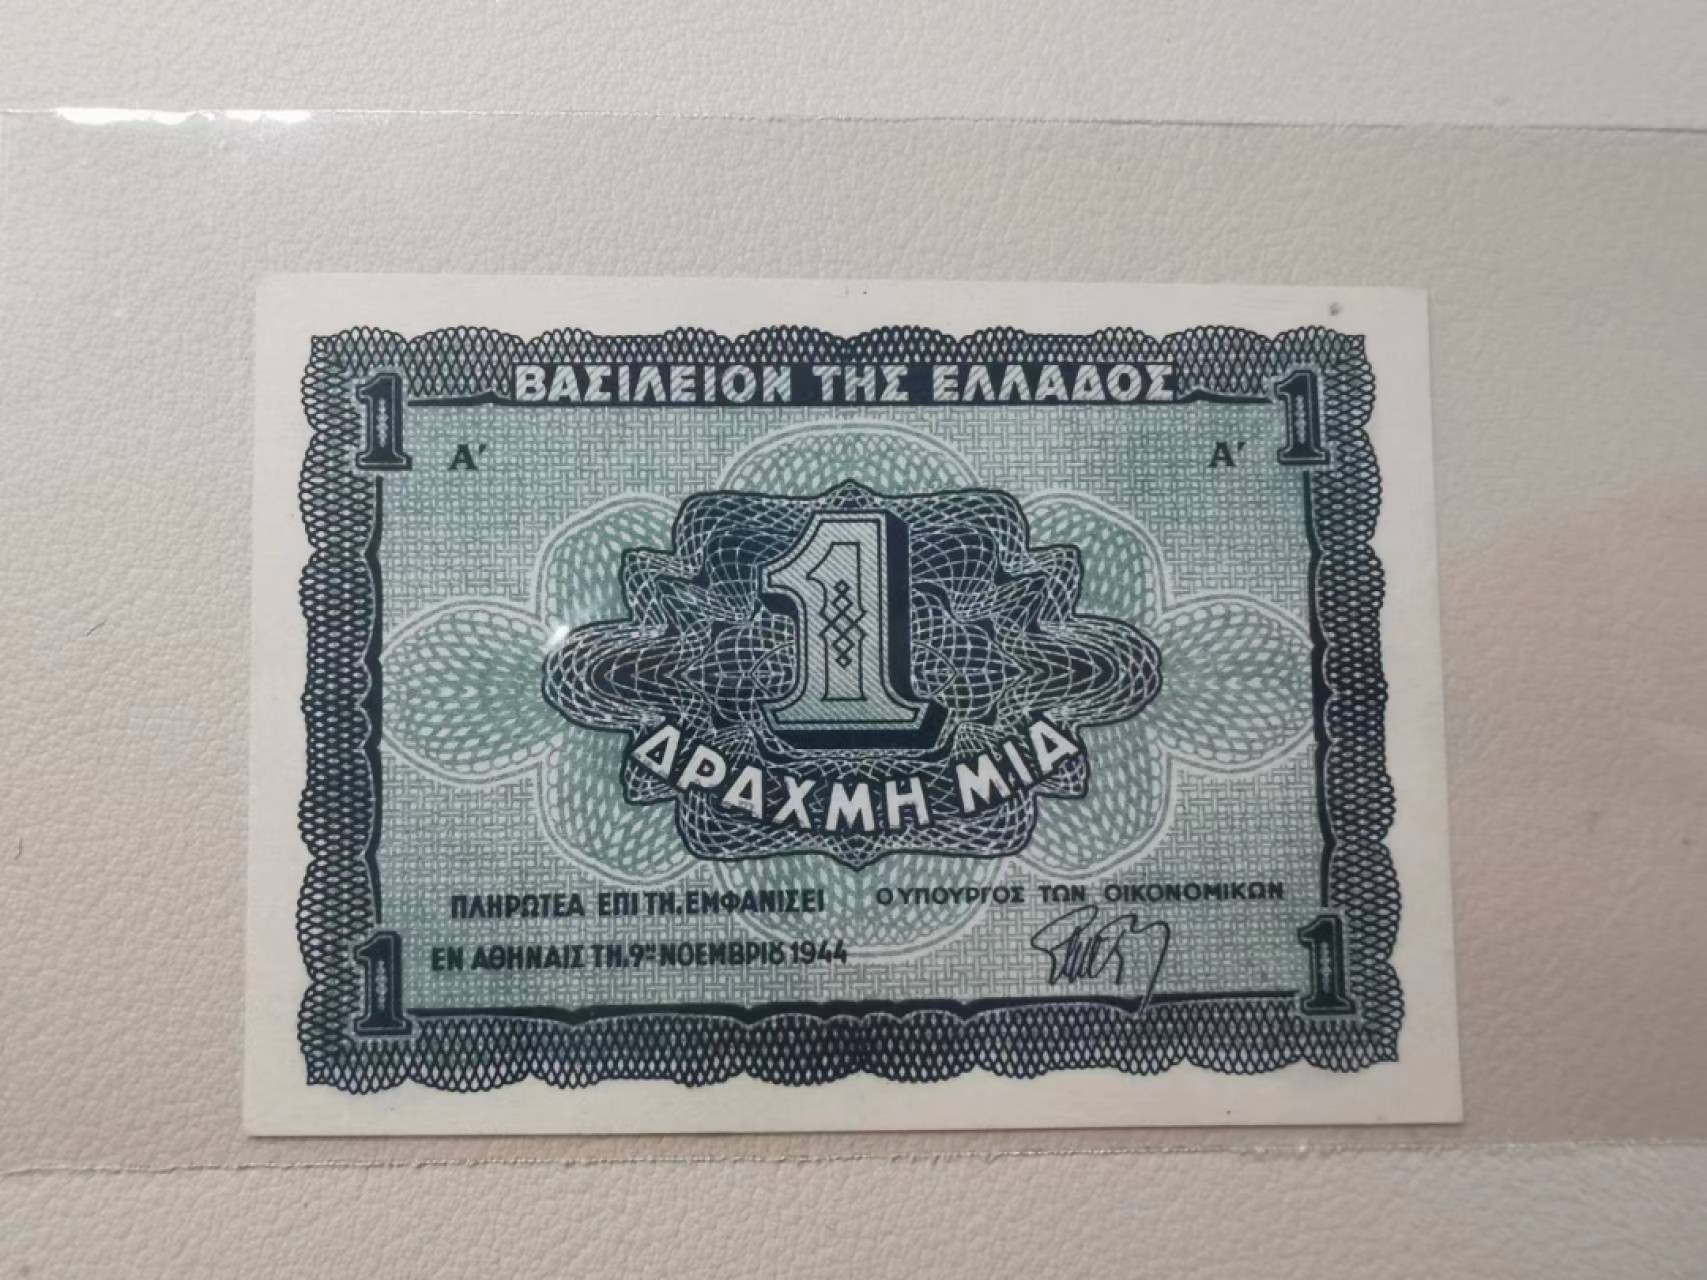 ΒΑΣΙΛΕΙΟΝ ΤΗΣ ΕΛΛΑΔΟΣ
1 1
Α′ Α′
1
ΔΡΑΧΜΗ ΜΙΑ
ΠΛΗΡΩΤΕΑ ΕΠΙ ΤΗ, ΕΜΦΑΝΙΣΕΙ
Ο ΥΠΟΥΡΓΟΣ ΤΩΝ ΟΙΚΟΝΟΜΙΚΩΝ
ΕΝ ΑΘΗΝΑΙΣ ΤΗ, 9ῃ ΝΟΕΜΒΡΙȢ 1944
1 1